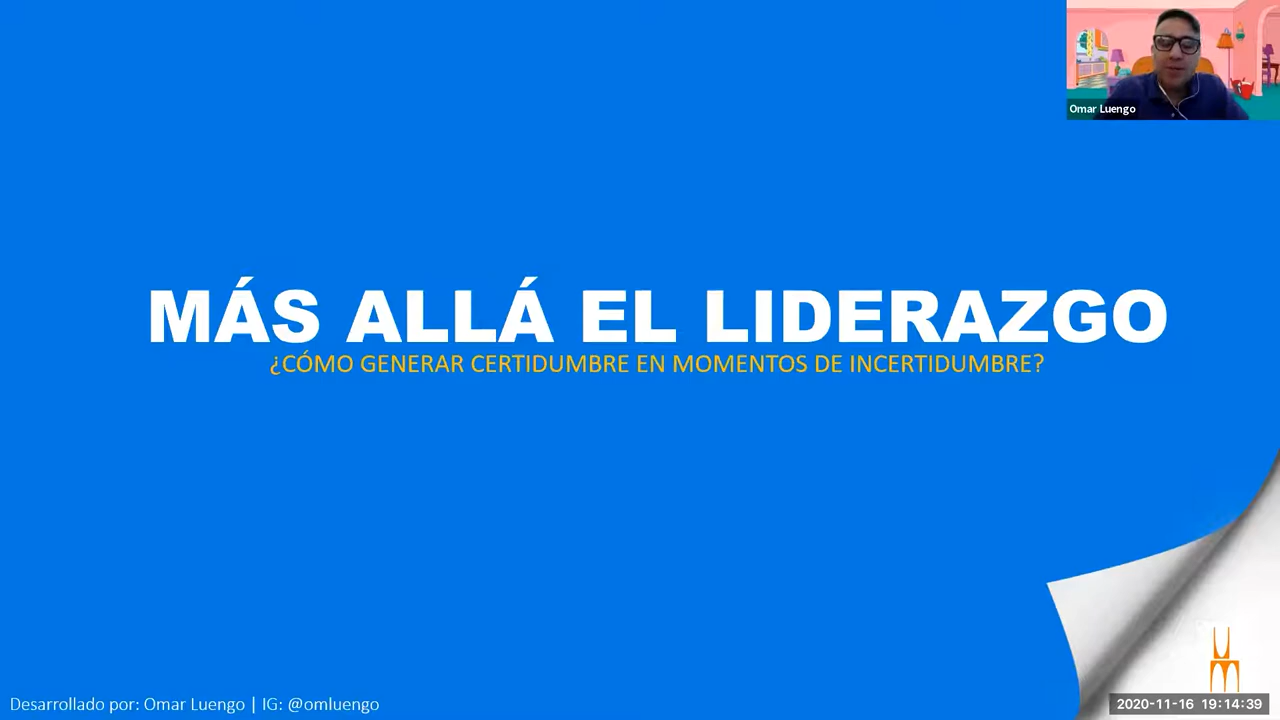 Omar Luengo
MÁS ALLÁ EL LIDERAZGO
¿CÓMO GENERAR CERTIDUMBRE EN MOMENTOS DE INCERTIDUMBRE?
Desarrollado por: Omar Luengo | IG: @omluengo
2020-11-16 19:14:39